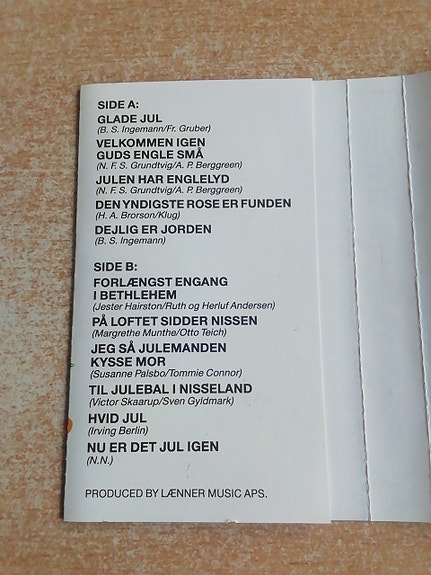 SIDE A:
GLADE JUL
(B. S. Ingemann/Fr. Gruber)
VELKOMMEN IGEN
GUDS ENGLE SMÅ
(N. F. S. Grundtvig/A. P. Berggreen)
JULEN HAR ENGLELYD
(N. F. S. Grundtvig/A. P. Berggreen)
DEN YNDIGSTE ROSE ER FUNDEN
(H. A. Brorson/Klug)
DEJLIG ER JORDEN
(B. S. Ingemann)
SIDE B:
FORLÆNGST ENGANG
I BETHLEHEM
(Jester Hairston/Ruth og Herluf Andersen)
PÅ LOFTET SIDDER NISSEN
(Margrethe Munthe/Otto Teich)
JEG SÅ JULEMANDEN
KYSSE MOR
(Susanne Palsbo/Tommie Connor)
TIL JULEBAL I NISSELAND
(Victor Skaarup/Sven Gyldmark)
HVID JUL
(Irving Berlin)
NU ER DET JUL IGEN
(N.N.)
PRODUCED BY LÆNNER MUSIC APS.